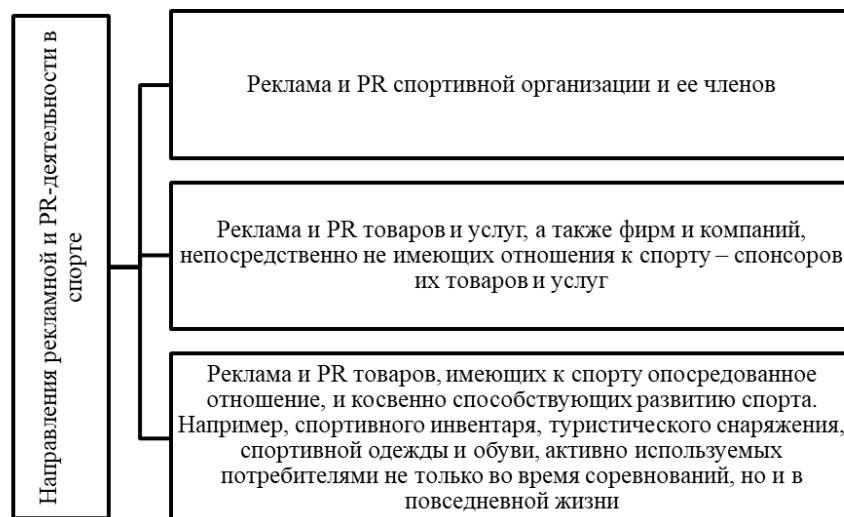 Направления рекламной и PR-деятельности в
спорте
Реклама и PR спортивной организации и ее членов
Реклама и PR товаров и услуг, а также фирм и компаний,
непосредственно не имеющих отношения к спорту – спонсоров
их товаров и услуг
Реклама и PR товаров, имеющих к спорту опосредованное
отношение, и косвенно способствующих развитию спорта.
Например, спортивного инвентаря, туристического снаряжения,
спортивной одежды и обуви, активно используемых
потребителями не только во время соревнований, но и в
повседневной жизни